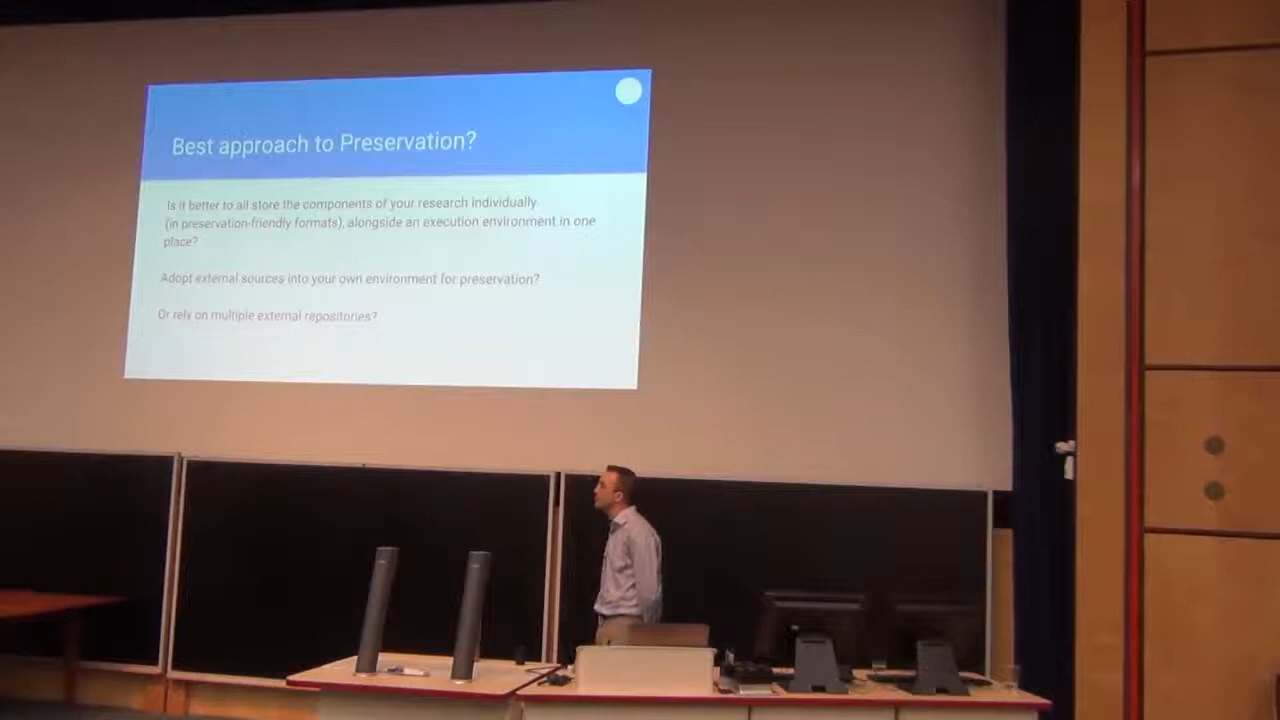 Best approach to Preservation?
Is it better to all store the components of your research individually
(in preservation-friendly formats), alongside an execution environment in one
place?
Adopt external sources into your own environment for preservation?
Or rely on multiple external repositories?